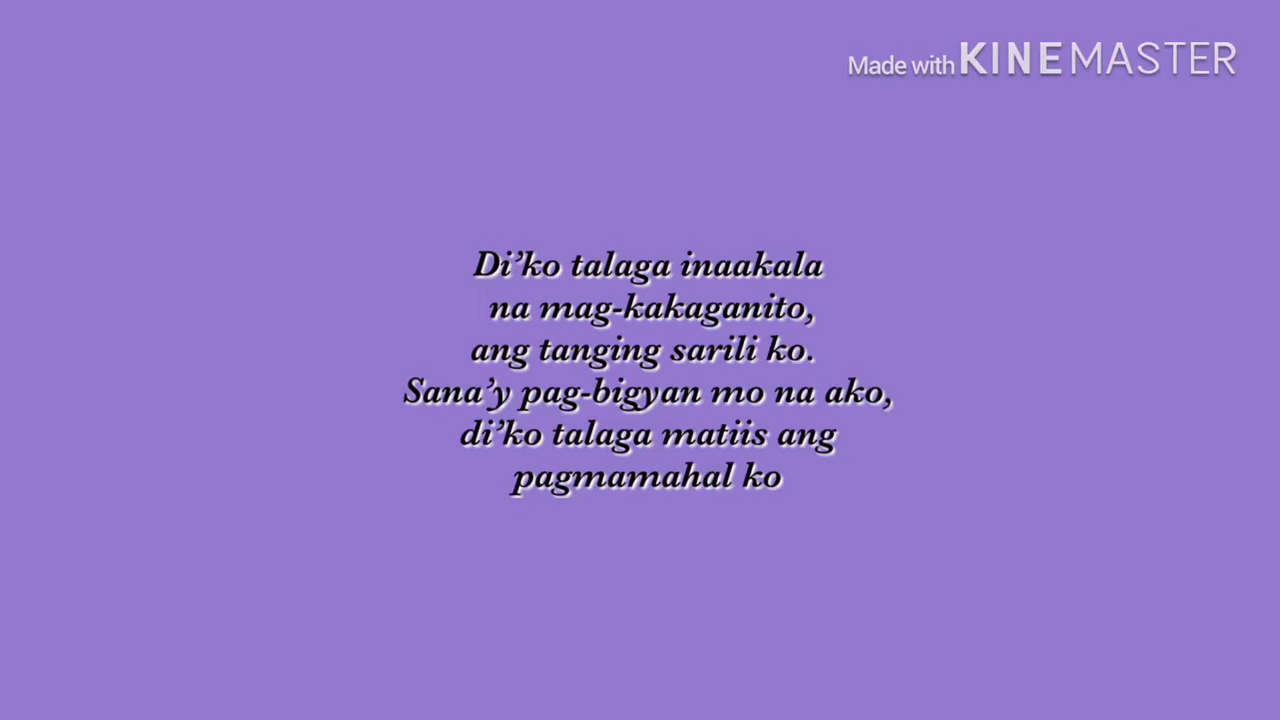 Made with KINEMASTER
Di’ko talaga inaakala
na mag-kakaganito,
ang tanging sarili ko.
Sana’y pag-bigyan mo na ako,
di’ko talaga matiis ang
pagmamahal ko